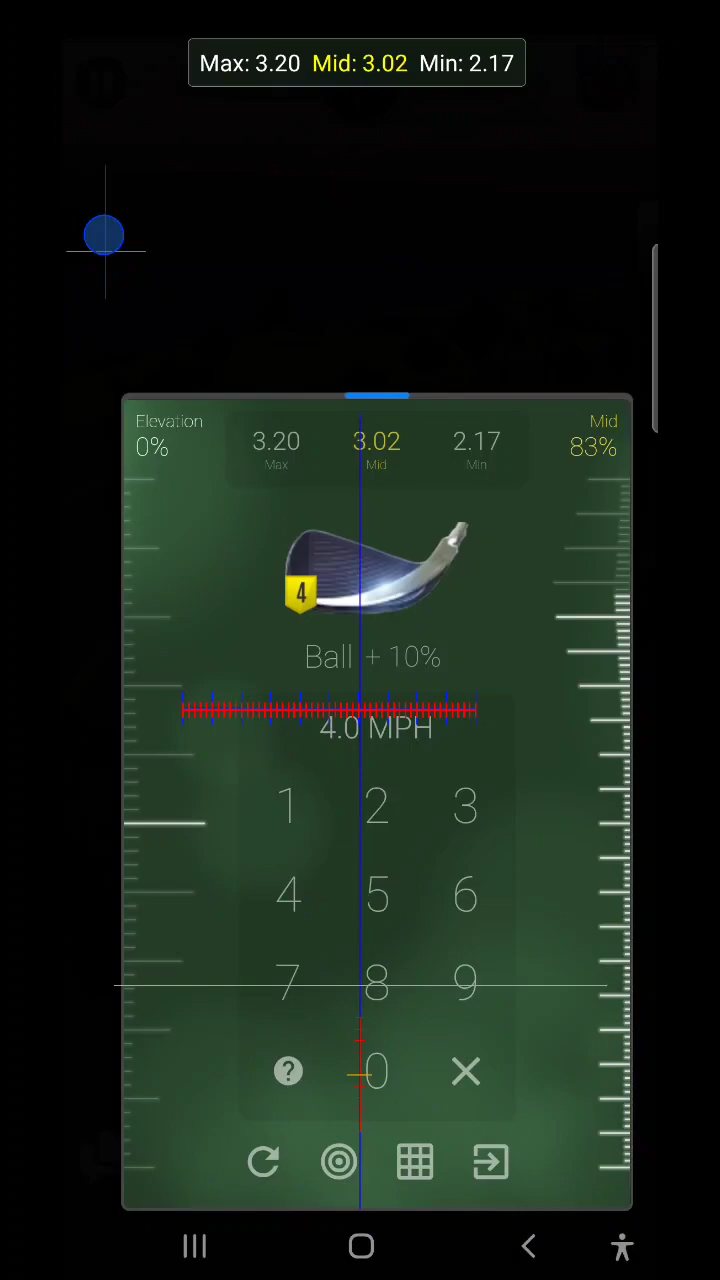 Max: 3.20 Mid: 3.02 Min: 2.17
Elevation
0%
3.20 3.02 2.17
Max Mid Min
Mid
83%
4
Ball + 10%
4.0 MPH
1 2 3
4 5 6
7 8 9
? 0